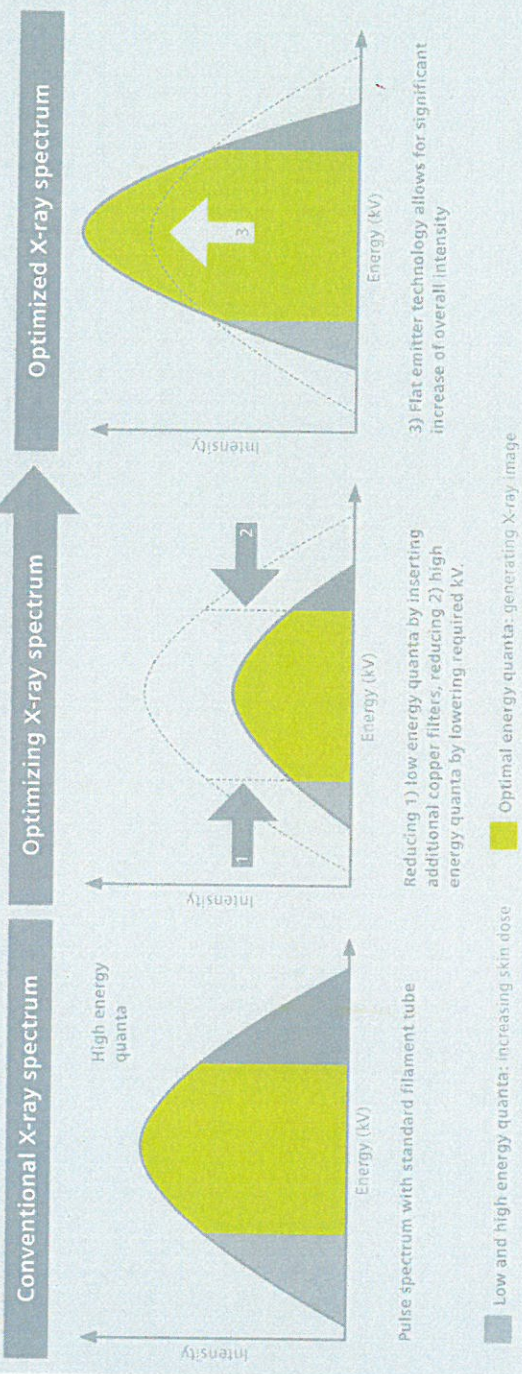 Conventional X-ray spectrum
Optimizing X-ray spectrum
Optimized X-ray spectrum
Intensity
High energy
quanta
Energy (kV)
Pulse spectrum with standard filament tube
Intensity
1
2
Energy (kV)
Reducing 1) low energy quanta by inserting
additional copper filters, reducing 2) high
energy quanta by lowering required kV.
Intensity
3
Energy (kV)
3) Flat emitter technology allows for significant
increase of overall intensity
Low and high energy quanta: increasing skin dose
Optimal energy quanta: generating X-ray image